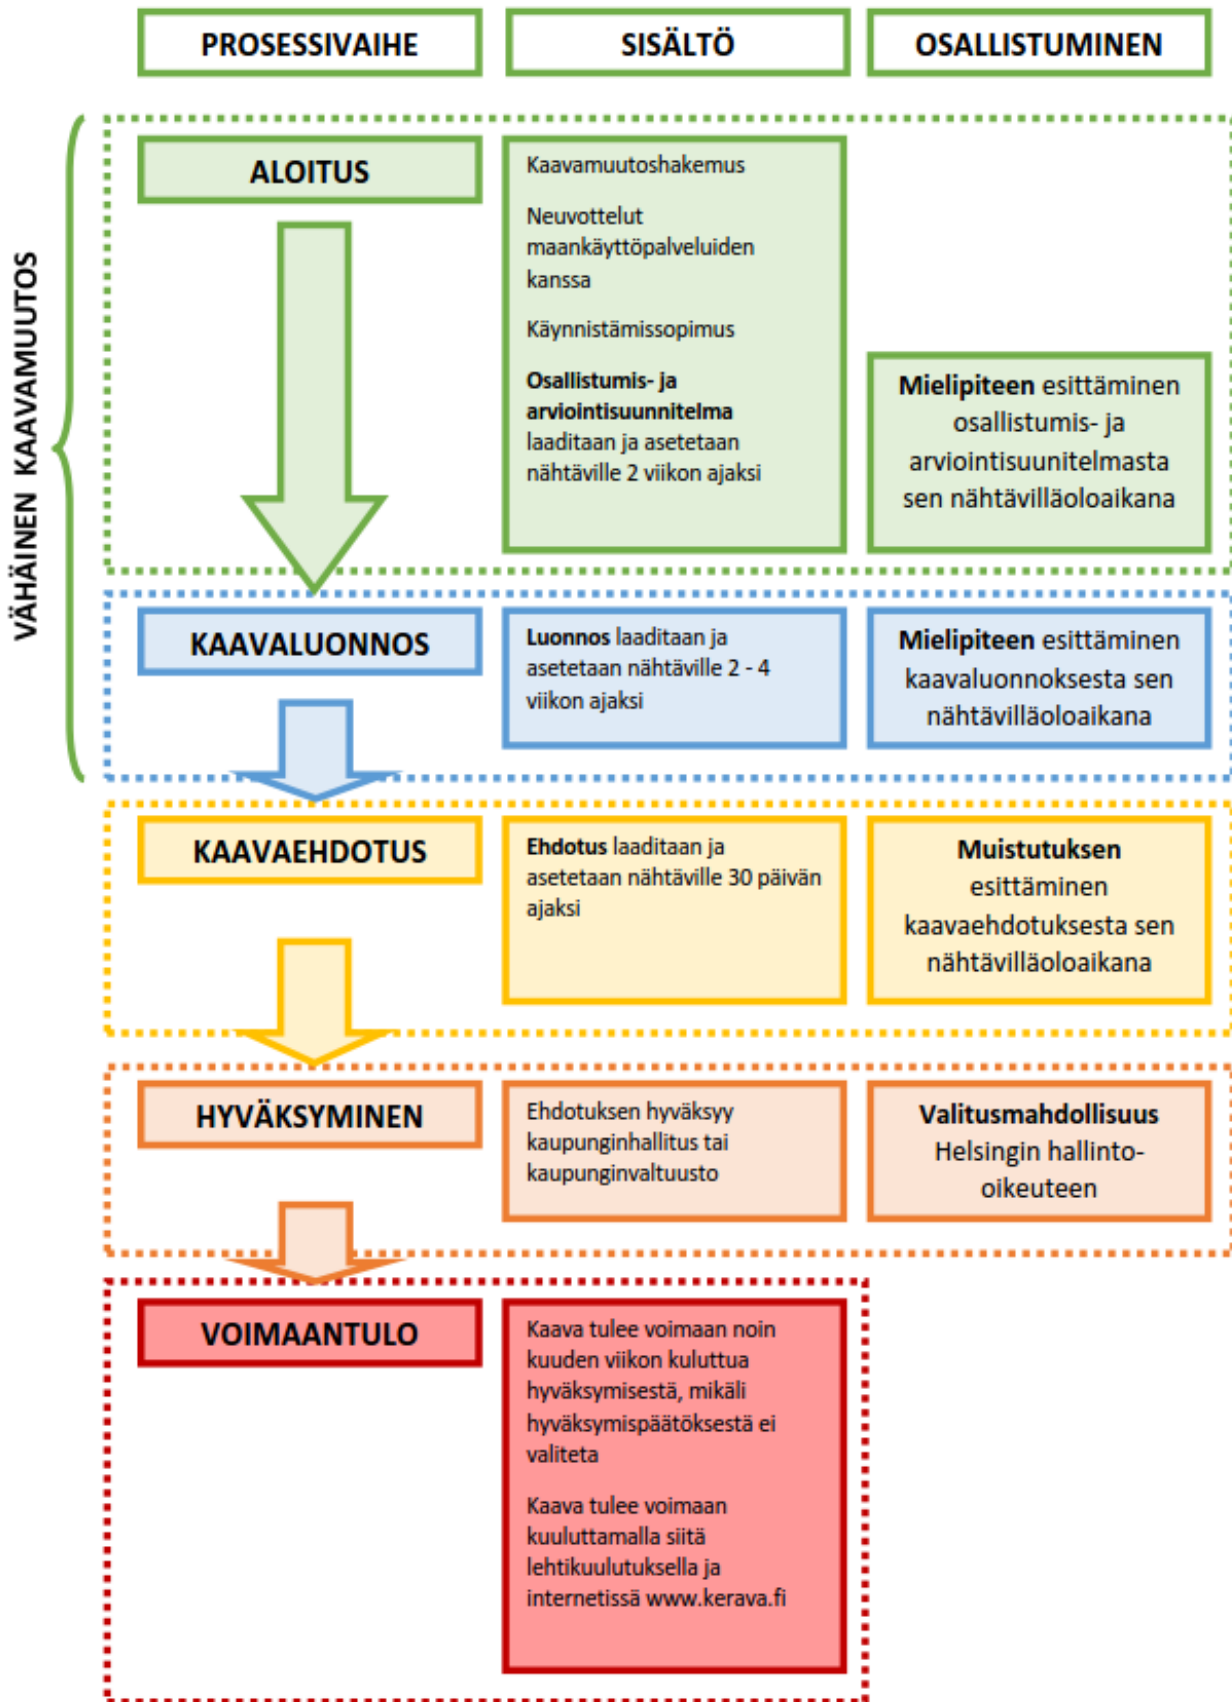 PROSESSIVAIHE
SISÄLTÖ
OSALLISTUMINEN
VÄHÄINEN KAAVAMUUTOS
ALOITUS
Kaavamuutoshakemus
Neuvottelut
maankäyttöpalveluiden
kanssa
Käynnistämissopimus
Osallistumis- ja
arviointisuunnitelma
laaditaan ja asetetaan
nähtäville 2 viikon ajaksi
Mielipiteen esittäminen
osallistumis- ja
arviointisuunitelmasta
sen nähtävilläoloaikana
KAAVALUONNOS
Luonnos laaditaan ja
asetetaan nähtäville 2 - 4
viikon ajaksi
Mielipiteen esittäminen
kaavaluonnoksesta sen
nähtävilläoloaikana
KAAVAEHDOTUS
Ehdotus laaditaan ja
asetetaan nähtäville 30 päivän
ajaksi
Muistutuksen
esittäminen
kaavaehdotuksesta sen
nähtävilläoloaikana
HYVÄKSYMINEN
Ehdotuksen hyväksyy
kaupunginhallitus tai
kaupunginvaltuusto
Valitusmahdollisuus
Helsingin hallinto-
oikeuteen
VOIMAANTULO
Kaava tulee voimaan noin
kuuden viikon kuluttua
hyväksymisestä, mikäli
hyväksymispäätöksestä ei
valiteta
Kaava tulee voimaan
kuuluttamalla siitä
lehtikuulutuksella ja
internetissä www.kerava.fi